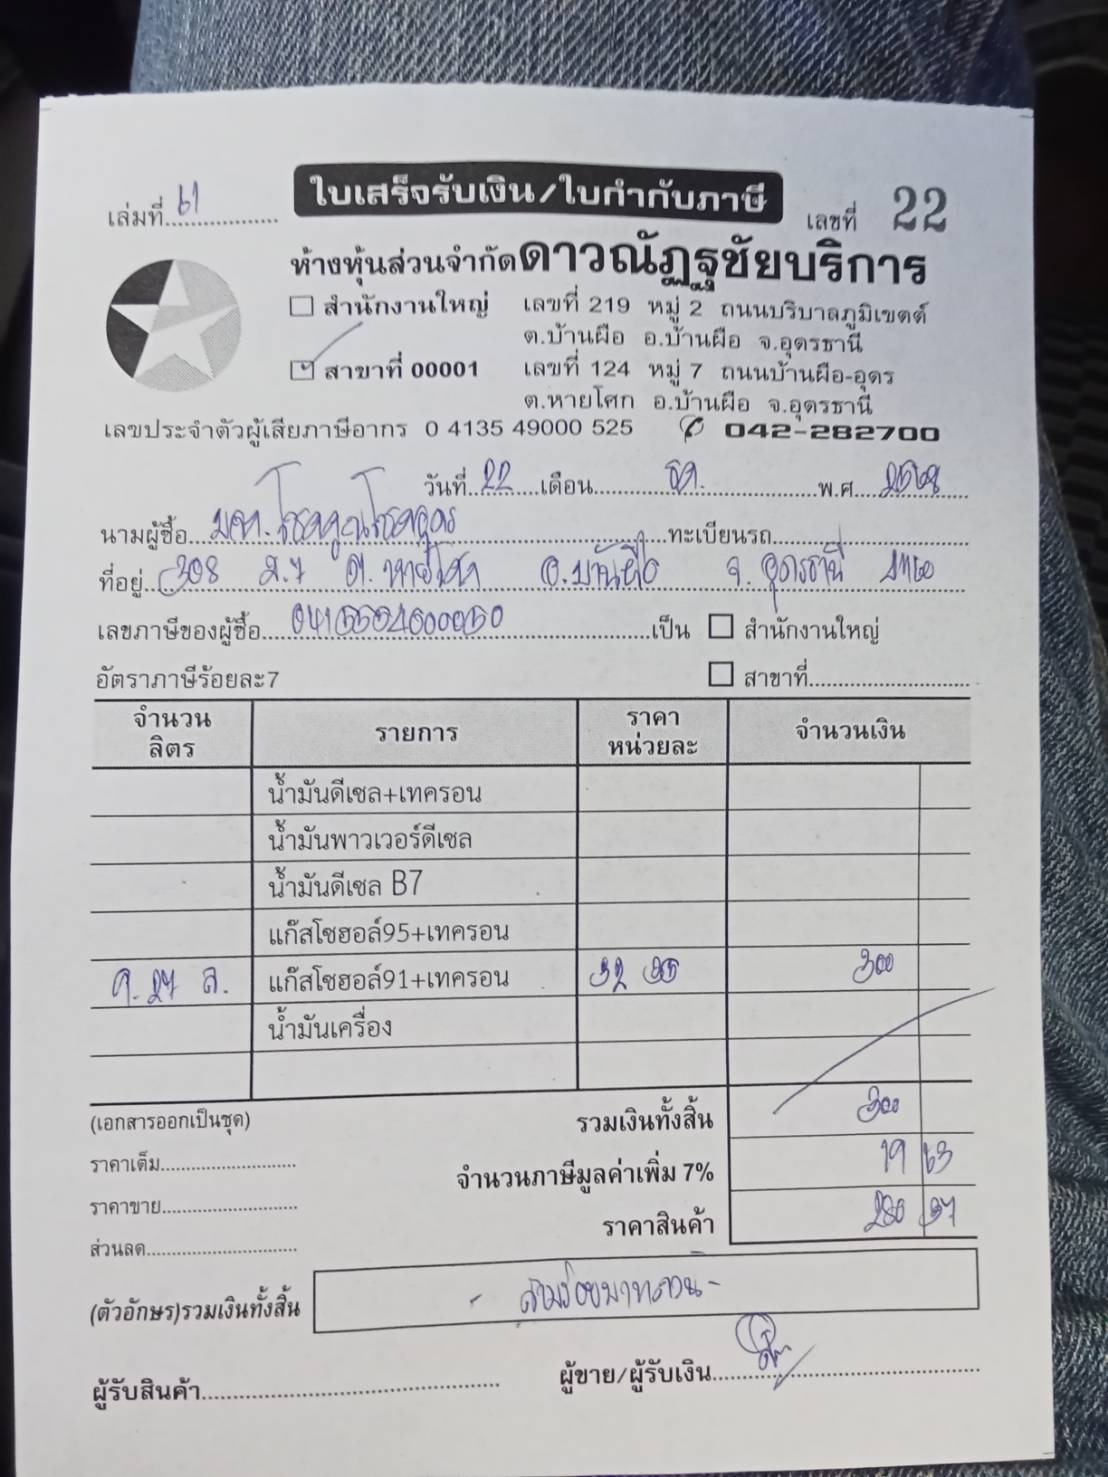 ใบเสร็จรับเงิน/ใบกำกับภาษี
เล่มที่ 61 เลขที่ 22
ห้างหุ้นส่วนจำกัดดาวณัฏฐชัยบริการ
สำนักงานใหญ่ เลขที่ 219 หมู่ 2 ถนนบริบาลภูมิเขตต์
ต.บ้านผือ อ.บ้านผือ จ.อุดรธานี
สาขาที่ 00001 เลขที่ 124 หมู่ 7 ถนนบ้านผือ-อุดร
ต.หายโศก อ.บ้านผือ จ.อุดรธานี
เลขประจำตัวผู้เสียภาษีอากร 0 4135 49000 525 042-282700
วันที่ 22 เดือน ธค. พ.ศ. 2568
นามผู้ซื้อ ทะเบียนรถ
ที่อยู่ 308 ม.7 ต.หายโศก อ.บ้านผือ จ.อุดรธานี 41160
เลขภาษีของผู้ซื้อ เป็น สำนักงานใหญ่
อัตราภาษีร้อยละ7 สาขาที่
จำนวนลิตร รายการ ราคาหน่วยละ จำนวนเงิน
น้ำมันดีเซล+เทครอน
น้ำมันพาวเวอร์ดีเซล
น้ำมันดีเซล B7
แก๊สโซฮอล์95+เทครอน
9.27 ล. แก๊สโซฮอล์91+เทครอน 32 35 300
น้ำมันเครื่อง
(เอกสารออกเป็นชุด) รวมเงินทั้งสิ้น 300
ราคาเต็ม
จำนวนภาษีมูลค่าเพิ่ม 7% 19 63
ราคาขาย
ราคาสินค้า 280 37
ส่วนลด
(ตัวอักษร)รวมเงินทั้งสิ้น - สามร้อยบาทถ้วน -
ผู้รับสินค้า ผู้ขาย/ผู้รับเงิน